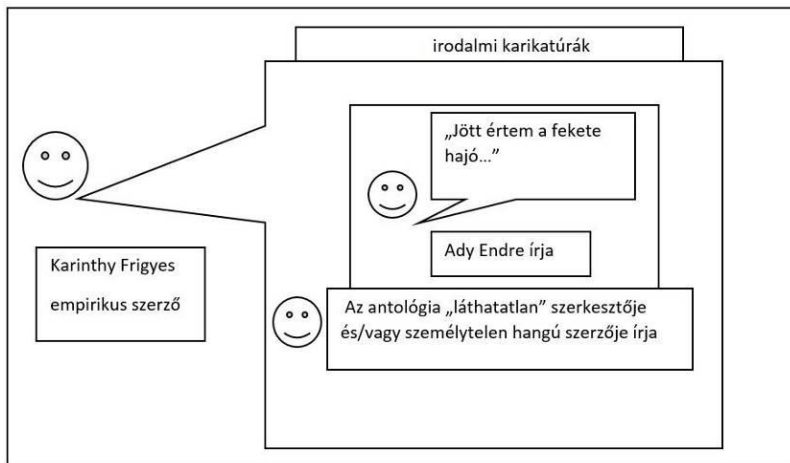 irodalmi karikatúrák
„Jött értem a fekete
hajó...”
Ady Endre írja
Karinthy Frigyes
empirikus szerző
Az antológia „láthatatlan” szerkesztője
és/vagy személytelen hangú szerzője írja